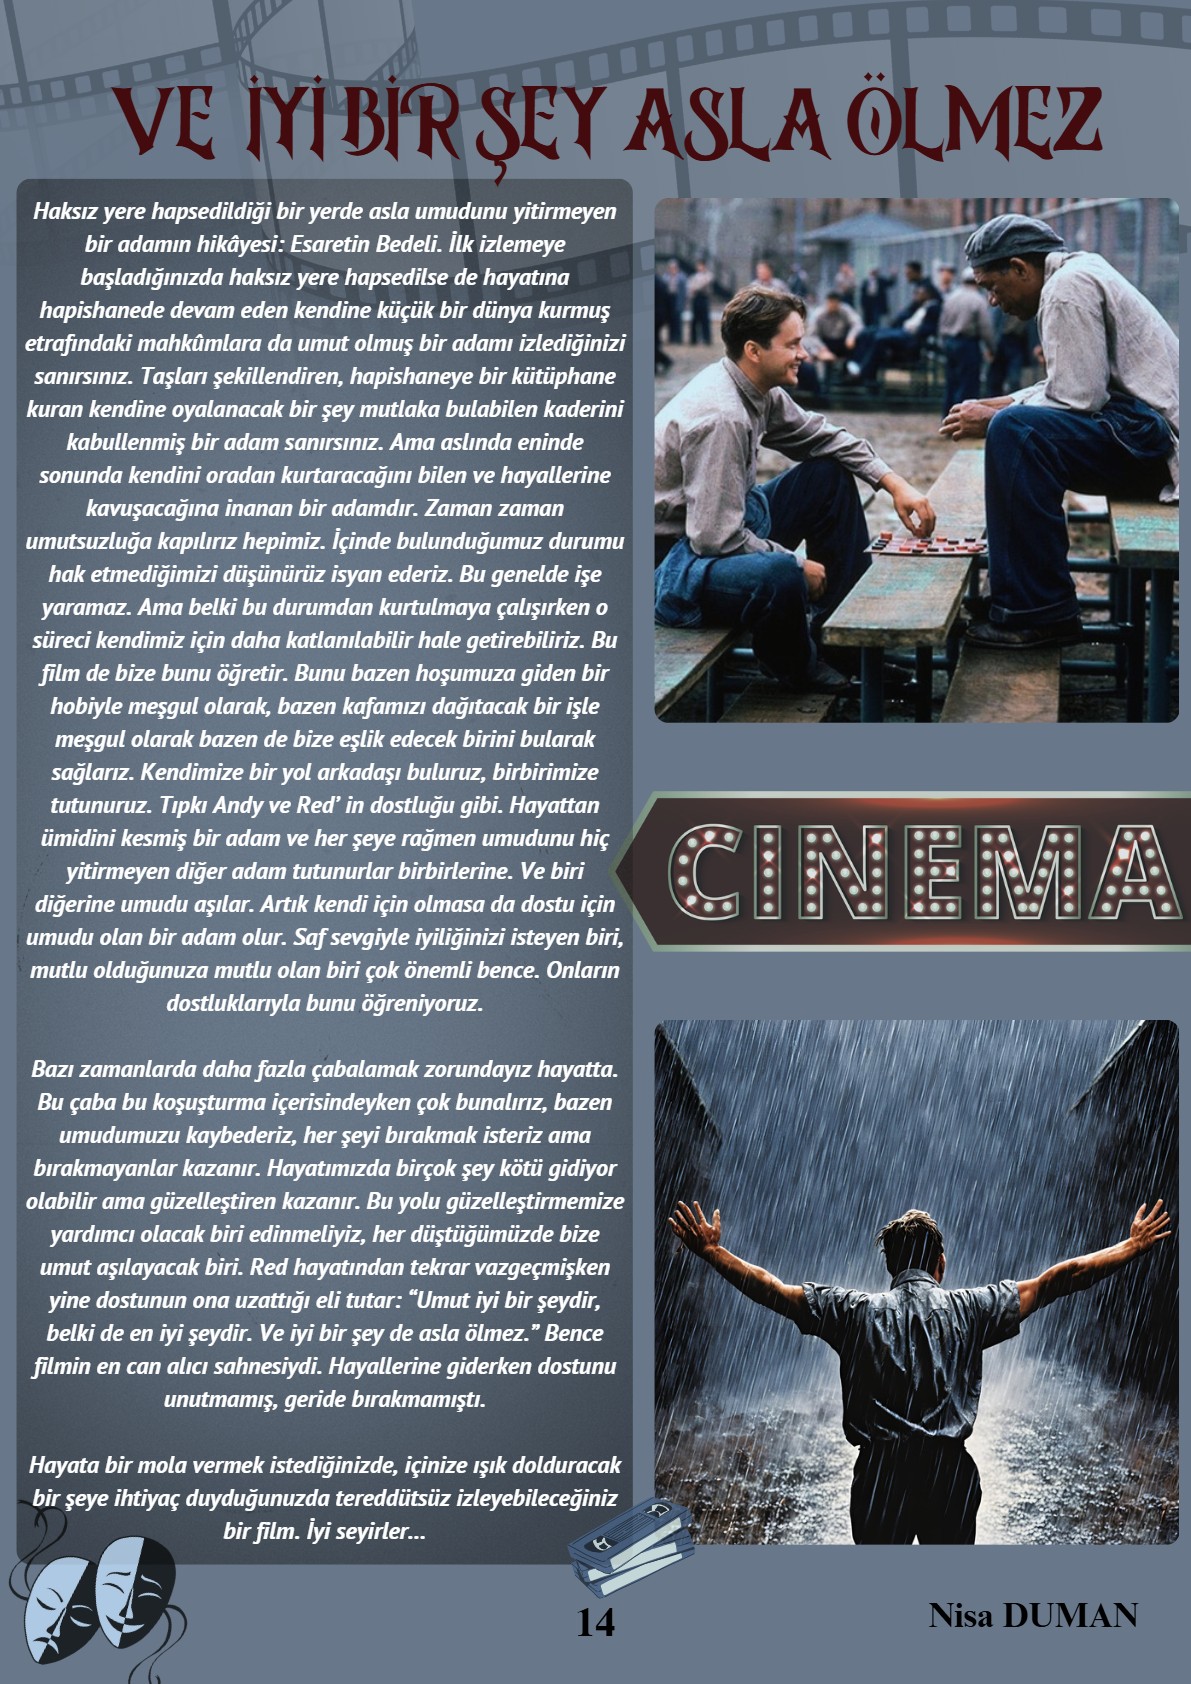 VE İYİ BİR ŞEY ASLA ÖLMEZ
Haksız yere hapsedildiği bir yerde asla umudunu yitirmeyen
bir adamın hikâyesi: Esaretin Bedeli. İlk izlemeye
başladığınızda haksız yere hapsedilse de hayatına
hapishanede devam eden kendine küçük bir dünya kurmuş
etrafındaki mahkûmlara da umut olmuş bir adamı izlediğinizi
sanırsınız. Taşları şekillendiren, hapishaneye bir kütüphane
kuran kendine oyalanacak bir şey mutlaka bulabilen kaderini
kabullenmiş bir adam sanırsınız. Ama aslında eninde
sonunda kendini oradan kurtaracağını bilen ve hayallerine
kavuşacağına inanan bir adamdır. Zaman zaman
umutsuzluğa kapılırız hepimiz. İçinde bulunduğumuz durumu
hak etmediğimizi düşünürüz isyan ederiz. Bu genelde işe
yaramaz. Ama belki bu durumdan kurtulmaya çalışırken o
süreci kendimiz için daha katlanılabilir hale getirebiliriz. Bu
film de bize bunu öğretir. Bunu bazen hoşumuza giden bir
hobiyle meşgul olarak, bazen kafamızı dağıtacak bir işle
meşgul olarak bazen de bize eşlik edecek birini bularak
sağlarız. Kendimize bir yol arkadaşı buluruz, birbirimize
tutunuruz. Tıpkı Andy ve Red’ in dostluğu gibi. Hayattan
ümidini kesmiş bir adam ve her şeye rağmen umudunu hiç
yitirmeyen diğer adam tutunurlar birbirlerine. Ve biri
diğerine umudu aşılar. Artık kendi için olmasa da dostu için
umudu olan bir adam olur. Saf sevgiyle iyiliğinizi isteyen biri,
mutlu olduğunuza mutlu olan biri çok önemli bence. Onların
dostluklarıyla bunu öğreniyoruz.
Bazı zamanlarda daha fazla çabalamak zorundayız hayatta.
Bu çaba bu koşuşturma içerisindeyken çok bunalırız, bazen
umudumuzu kaybederiz, her şeyi bırakmak isteriz ama
bırakmayanlar kazanır. Hayatımızda birçok şey kötü gidiyor
olabilir ama güzelleştiren kazanır. Bu yolu güzelleştirmemize
yardımcı olacak biri edinmeliyiz, her düştüğümüzde bize
umut aşılayacak biri. Red hayatından tekrar vazgeçmişken
yine dostunun ona uzattığı eli tutar: “Umut iyi bir şeydir,
belki de en iyi şeydir. Ve iyi bir şey de asla ölmez.” Bence
filmin en can alıcı sahnesiydi. Hayallerine giderken dostunu
unutmamış, geride bırakmamıştı.
Hayata bir mola vermek istediğinizde, içinize ışık dolduracak
bir şeye ihtiyaç duyduğunuzda tereddütsüz izleyebileceğiniz
bir film. İyi seyirler...
CINEMA
14
Nisa DUMAN